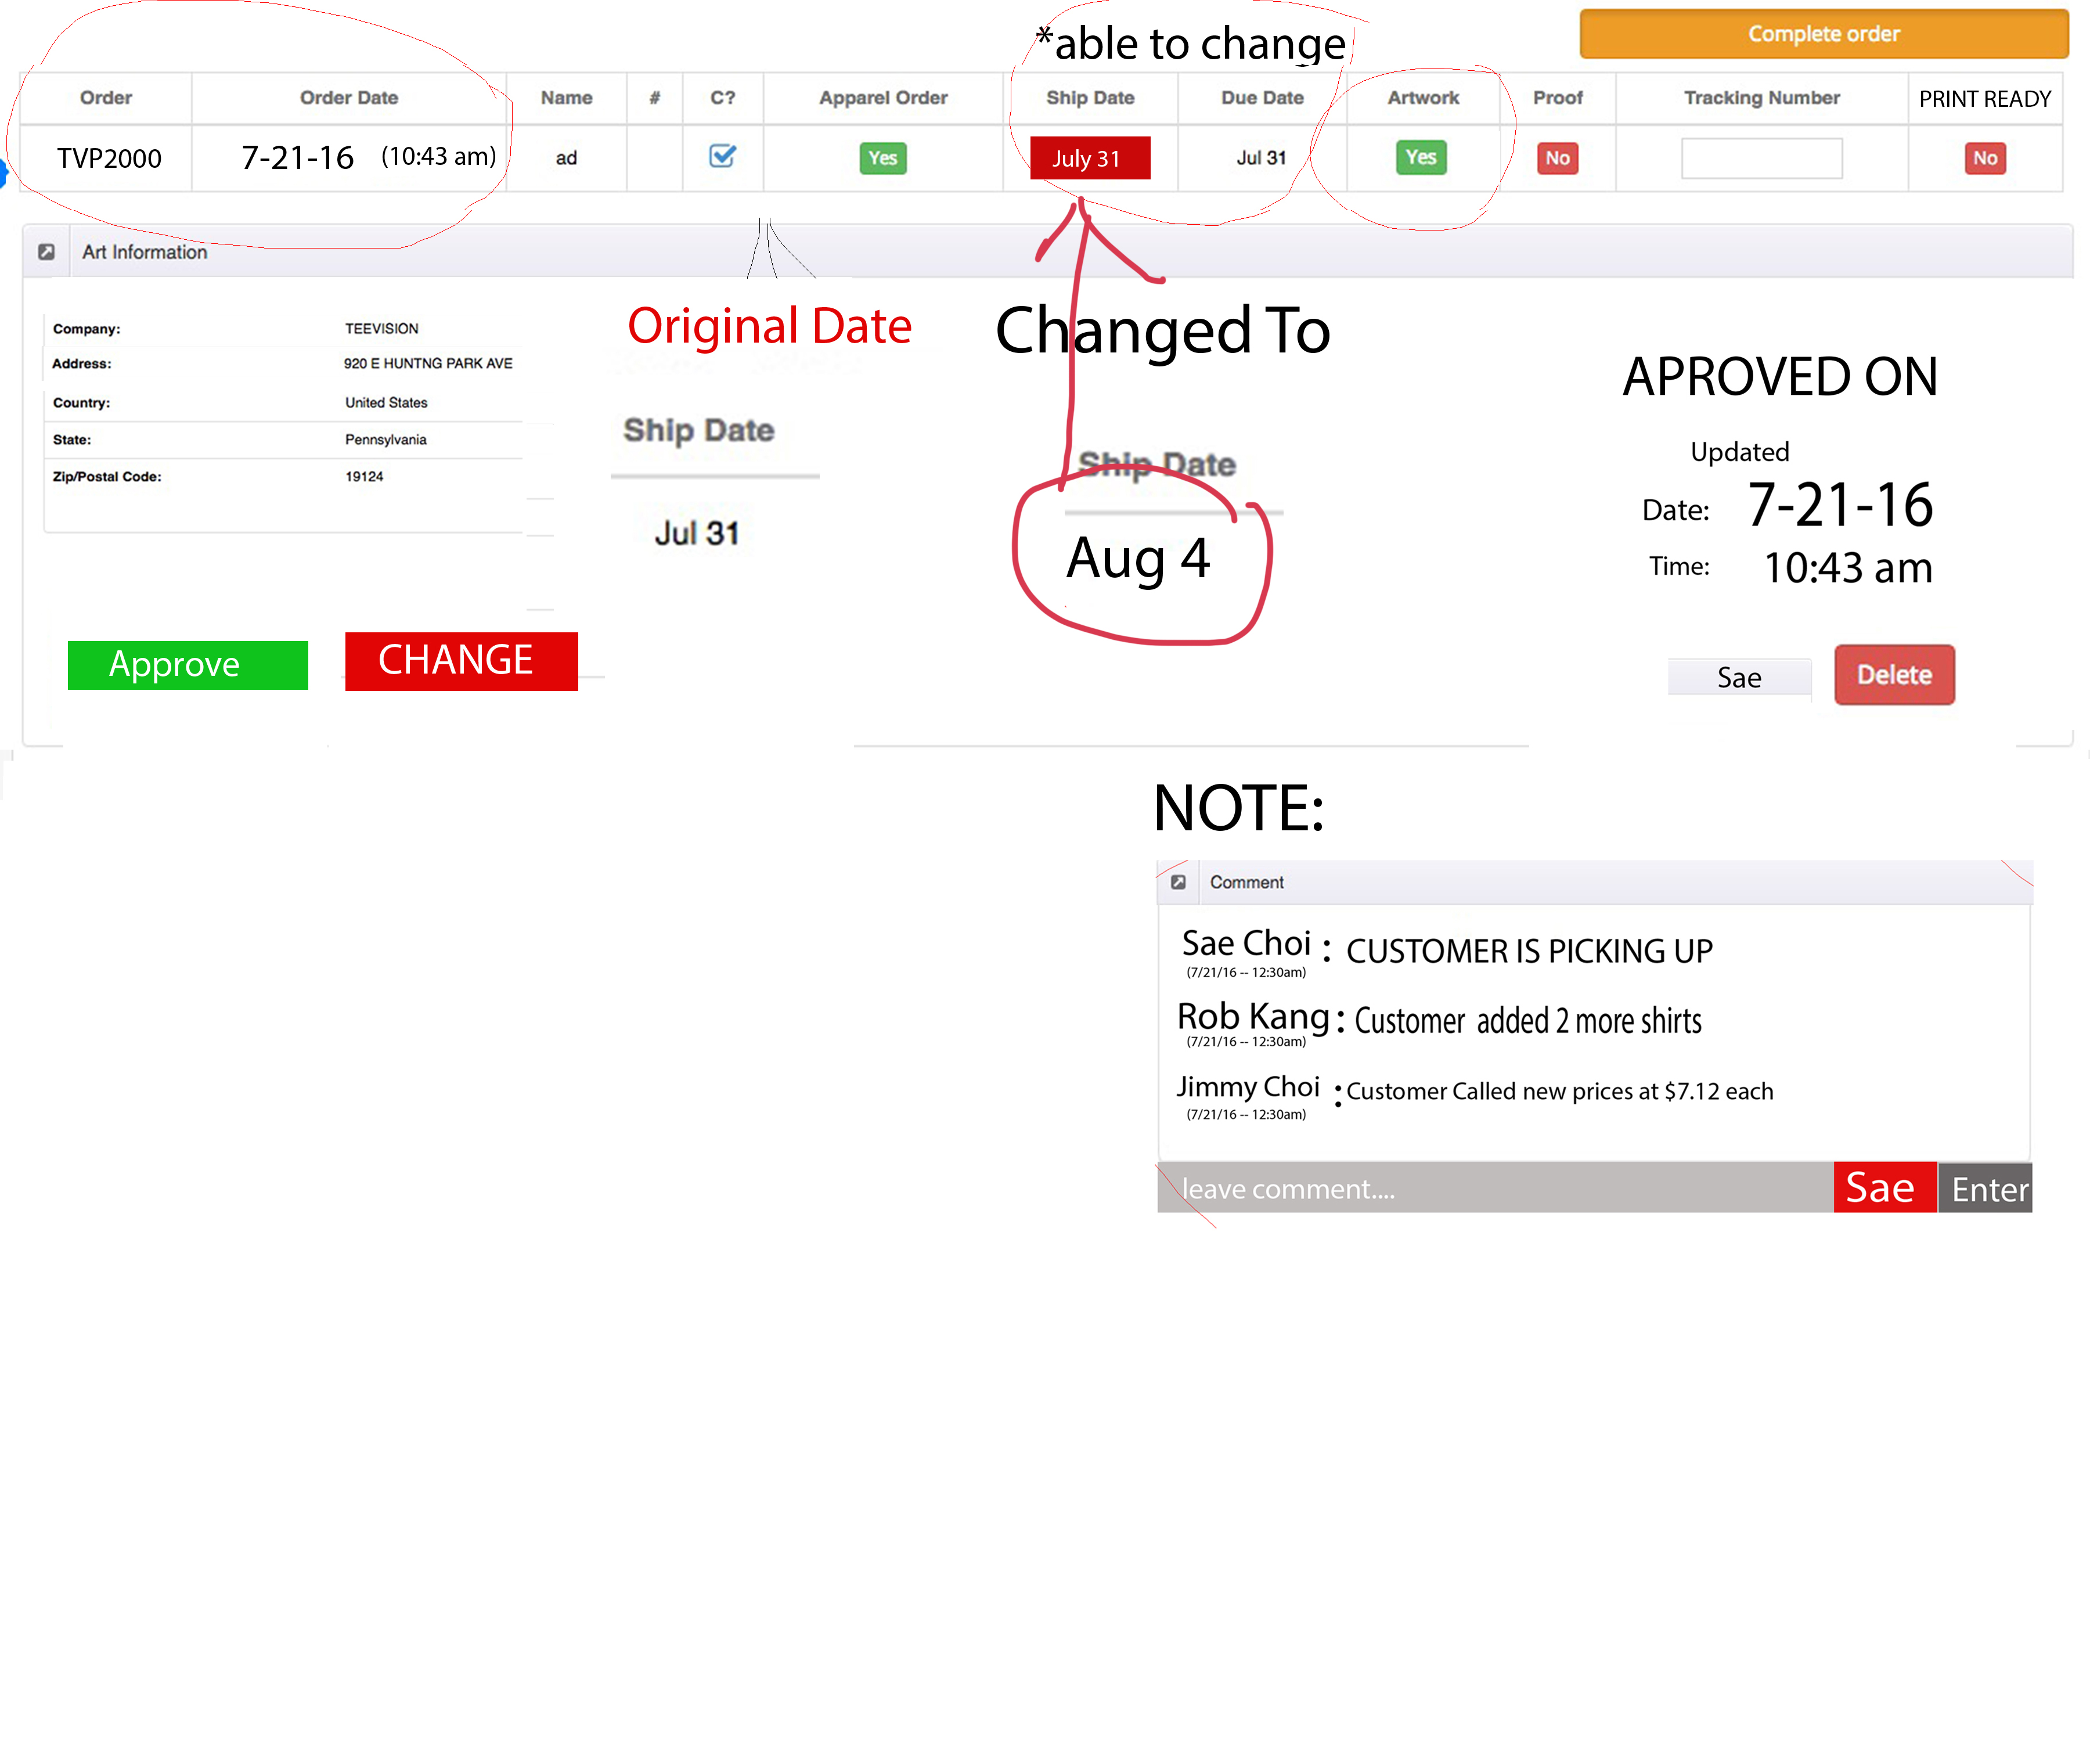 *able to change
Complete order
Order Order Date Name # C? Apparel Order Ship Date Due Date Artwork Proof Tracking Number PRINT READY
TVP2000 7-21-16 (10:43 am) ad Yes July 31 Jul 31 Yes No No
Art Information
Company: TEEVISION
Address: 920 E HUNTNG PARK AVE
Country: United States
State: Pennsylvania
Zip/Postal Code: 19124
Approve CHANGE
Original Date
Ship Date
Jul 31
Changed To
Ship Date
Aug 4
APROVED ON
Updated
Date: 7-21-16
Time: 10:43 am
Sae Delete
NOTE:
Comment
Sae Choi : CUSTOMER IS PICKING UP
(7/21/16 -- 12:30am)
Rob Kang : Customer added 2 more shirts
(7/21/16 -- 12:30am)
Jimmy Choi : Customer Called new prices at $7.12 each
(7/21/16 -- 12:30am)
leave comment.... Sae Enter